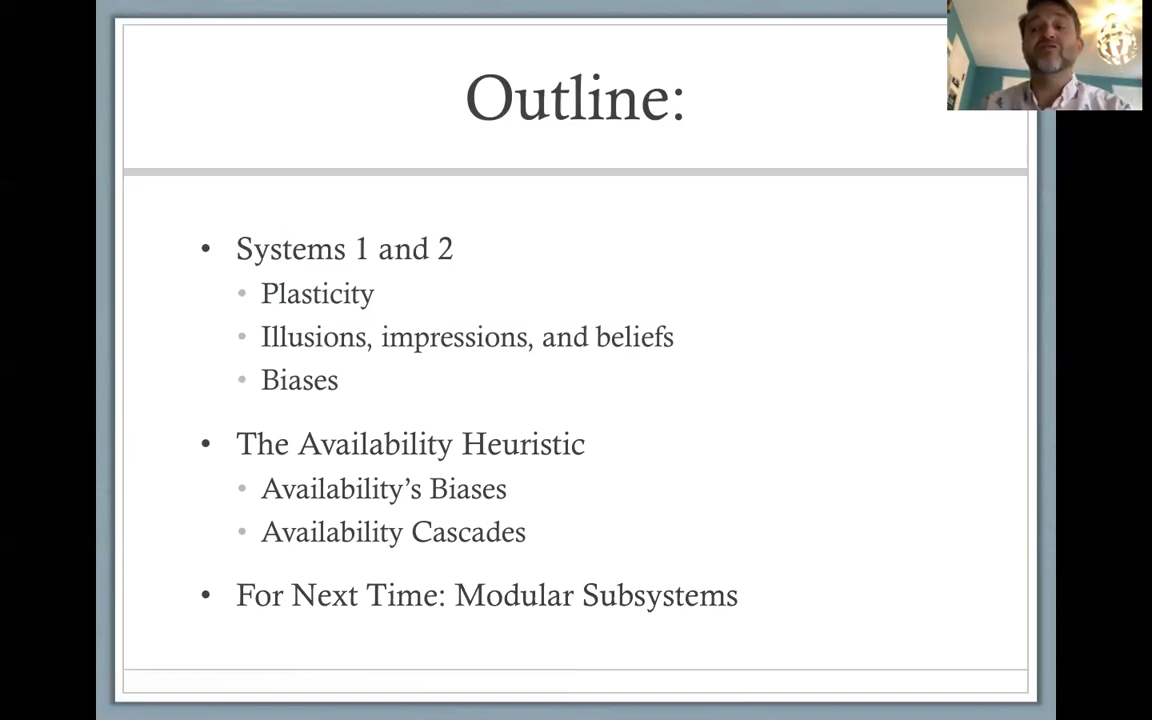 Outline:
• Systems 1 and 2
• Plasticity
• Illusions, impressions, and beliefs
• Biases
• The Availability Heuristic
• Availability’s Biases
• Availability Cascades
• For Next Time: Modular Subsystems